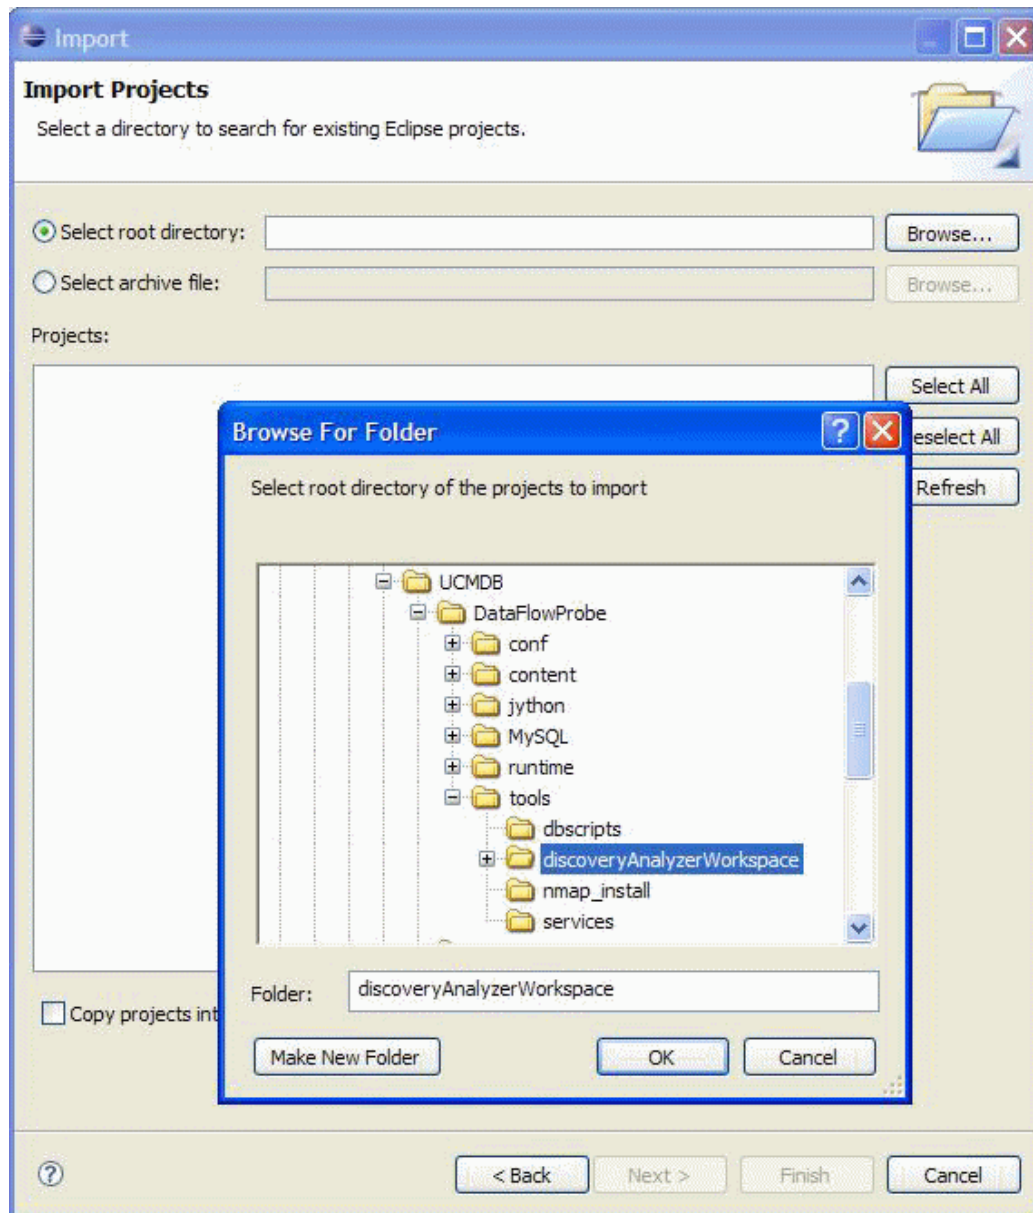 Import
Import Projects
Select a directory to search for existing Eclipse projects.
Select root directory:
Browse...
Select archive file:
Browse...
Projects:
Select All
eselect All
Refresh
Browse For Folder
Select root directory of the projects to import
UCMDB
DataFlowProbe
conf
content
jython
MySQL
runtime
tools
dbscripts
discoveryAnalyzerWorkspace
nmap_install
services
Folder: discoveryAnalyzerWorkspace
Copy projects int
Make New Folder
OK
Cancel
< Back
Next >
Finish
Cancel